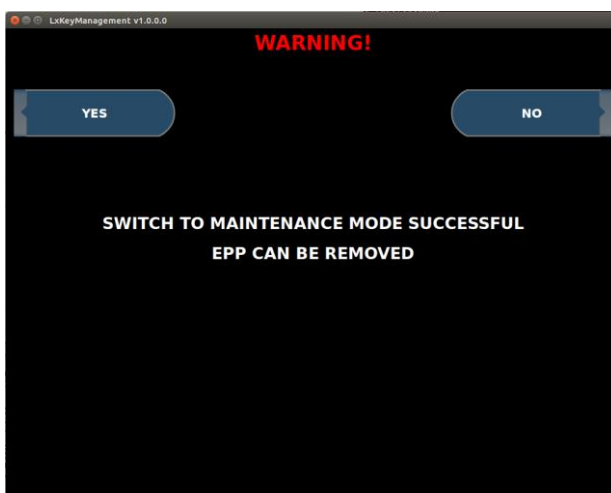 LxKeyManagement v1.0.0.0
WARNING!
YES
NO
SWITCH TO MAINTENANCE MODE SUCCESSFUL
EPP CAN BE REMOVED